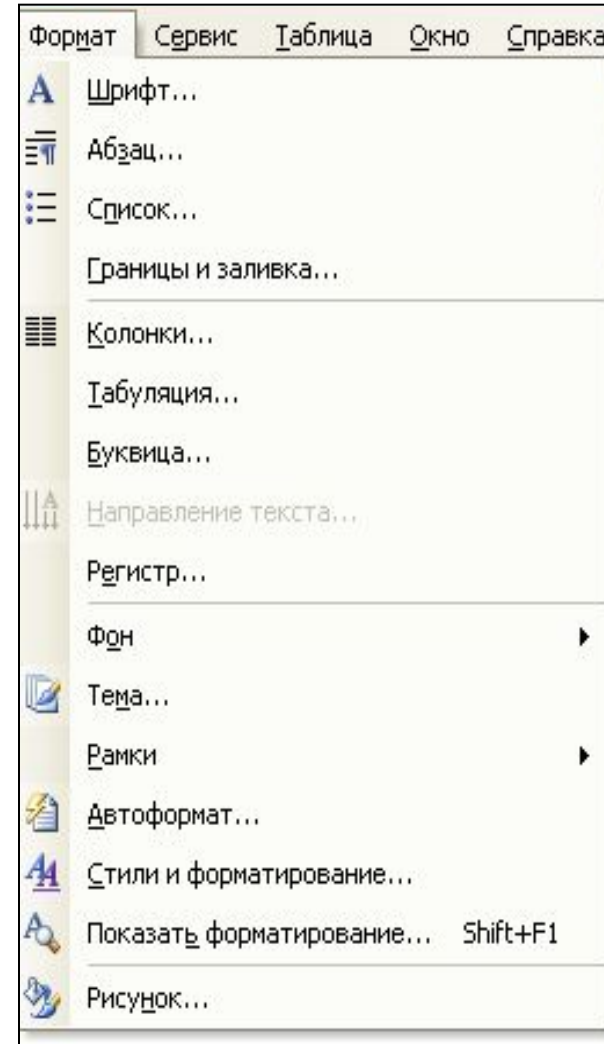 Формат Сервис Таблица Окно Справка
Шрифт...
Абзац...
Список...
Границы и заливка...
Колонки...
Табуляция...
Буквица...
Направление текста...
Регистр...
Фон
Тема...
Рамки
Автоформат...
Стили и форматирование...
Показать форматирование... Shift+F1
Рисунок...